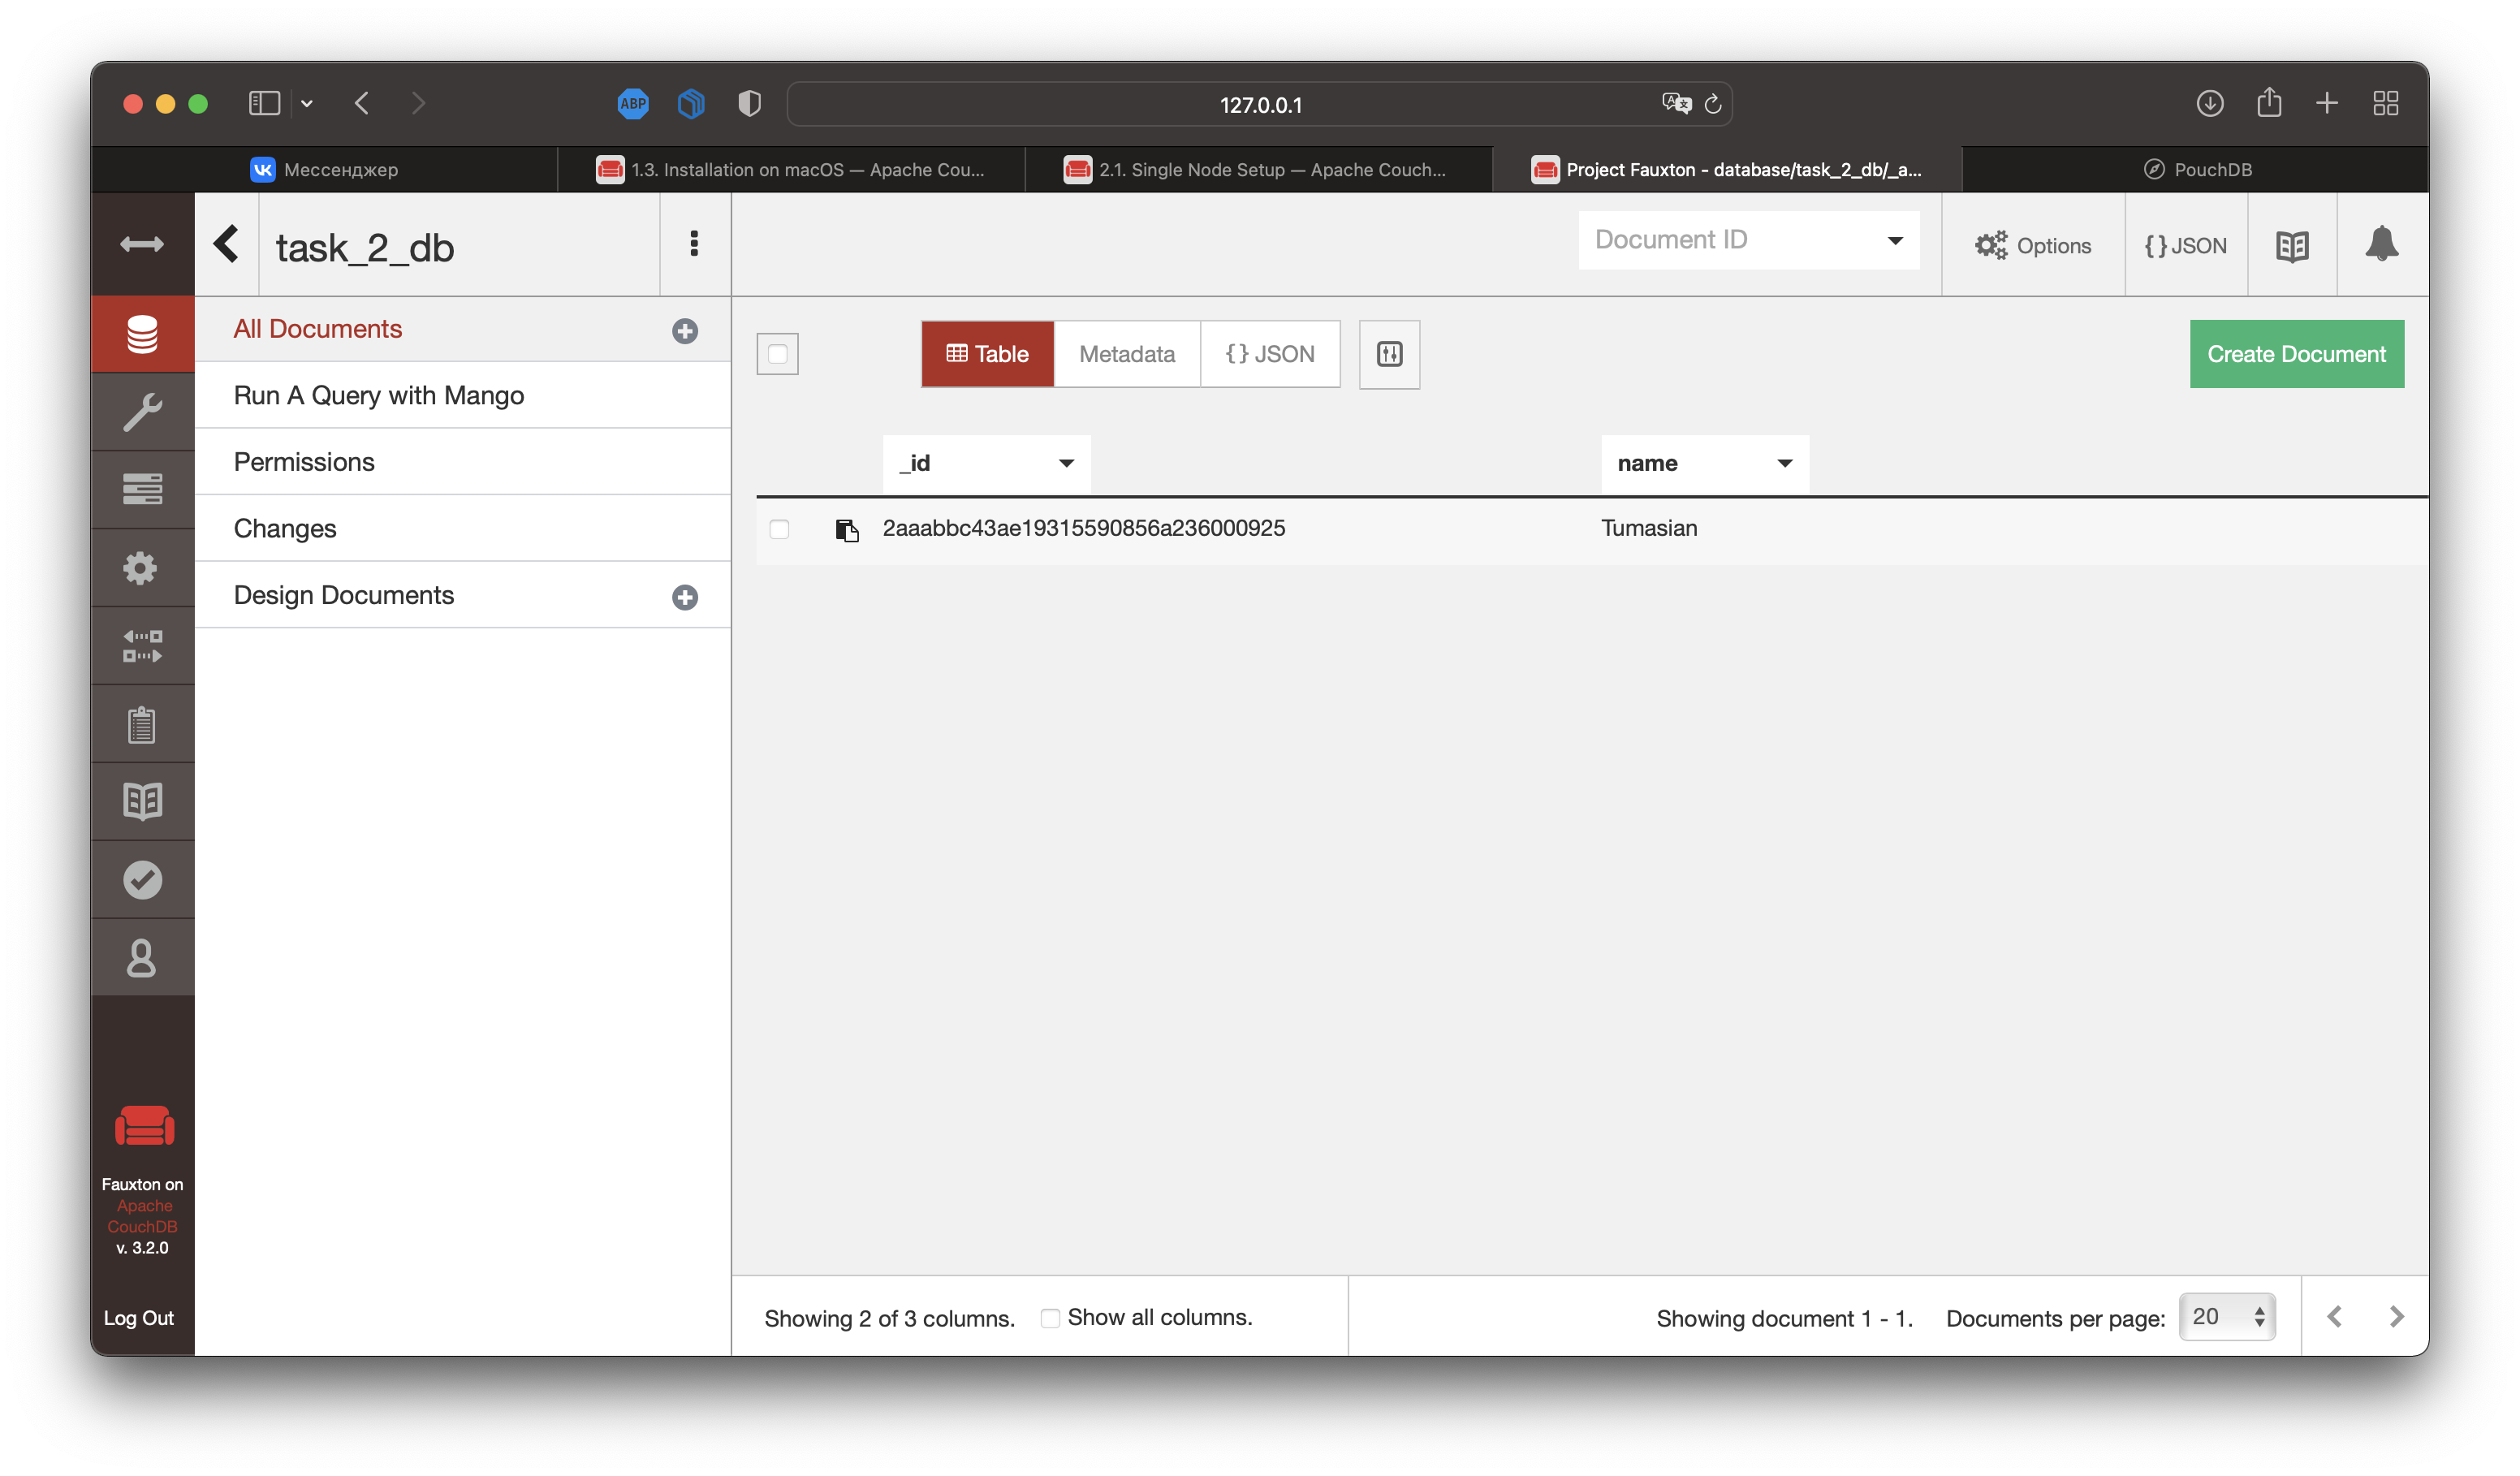 ABP
127.0.0.1
Мессенджер
1.3. Installation on macOS — Apache Cou...
2.1. Single Node Setup — Apache Couch...
Project Fauxton - database/task_2_db/_a...
PouchDB
task_2_db
Document ID
Options
{} JSON
All Documents
Run A Query with Mango
Permissions
Changes
Design Documents
Table
Metadata
{} JSON
Create Document
_id
name
2aaabbc43ae19315590856a236000925
Tumasian
Fauxton on
Apache
CouchDB
v. 3.2.0
Log Out
Showing 2 of 3 columns.
Show all columns.
Showing document 1 - 1.
Documents per page:
20